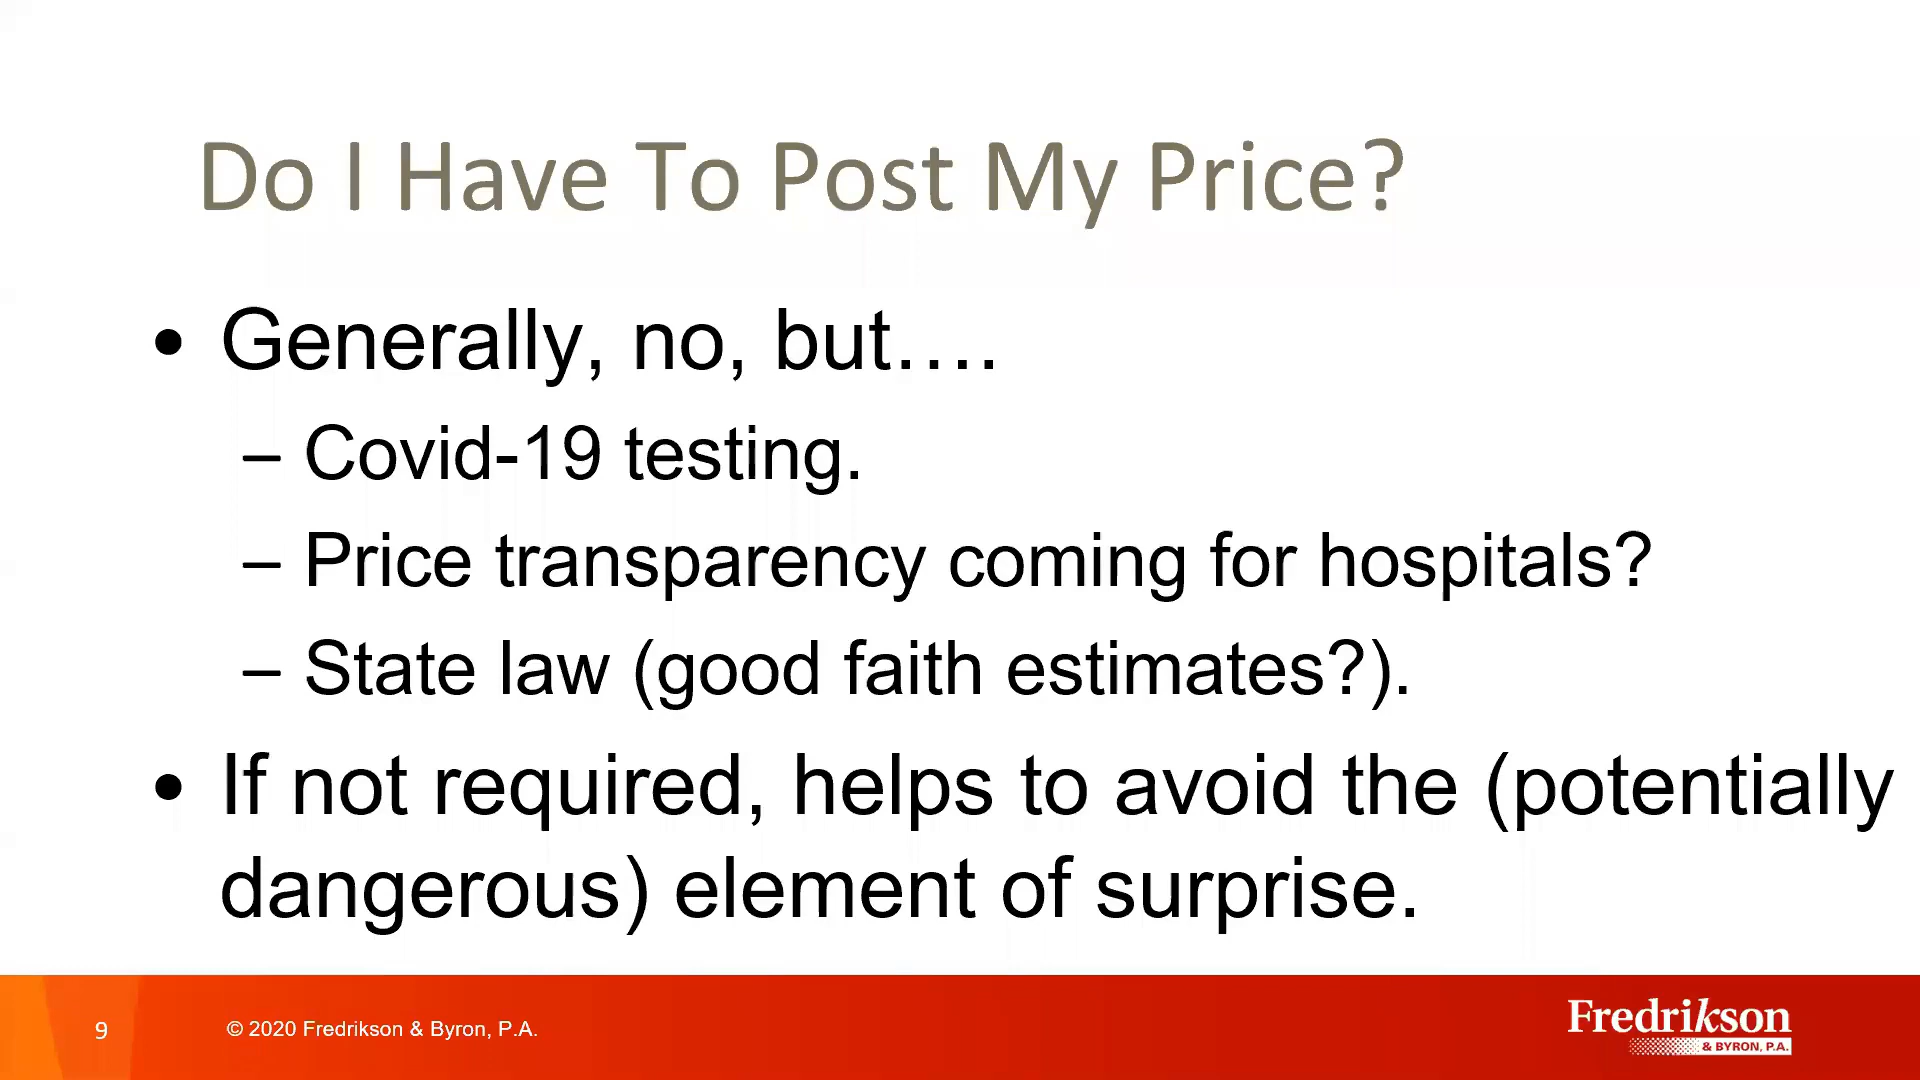 Do I Have To Post My Price?
• Generally, no, but....
– Covid-19 testing.
– Price transparency coming for hospitals?
– State law (good faith estimates?).
• If not required, helps to avoid the (potentially
dangerous) element of surprise.
9
© 2020 Fredrikson & Byron, P.A.
Fredrikson
& BYRON, P.A.